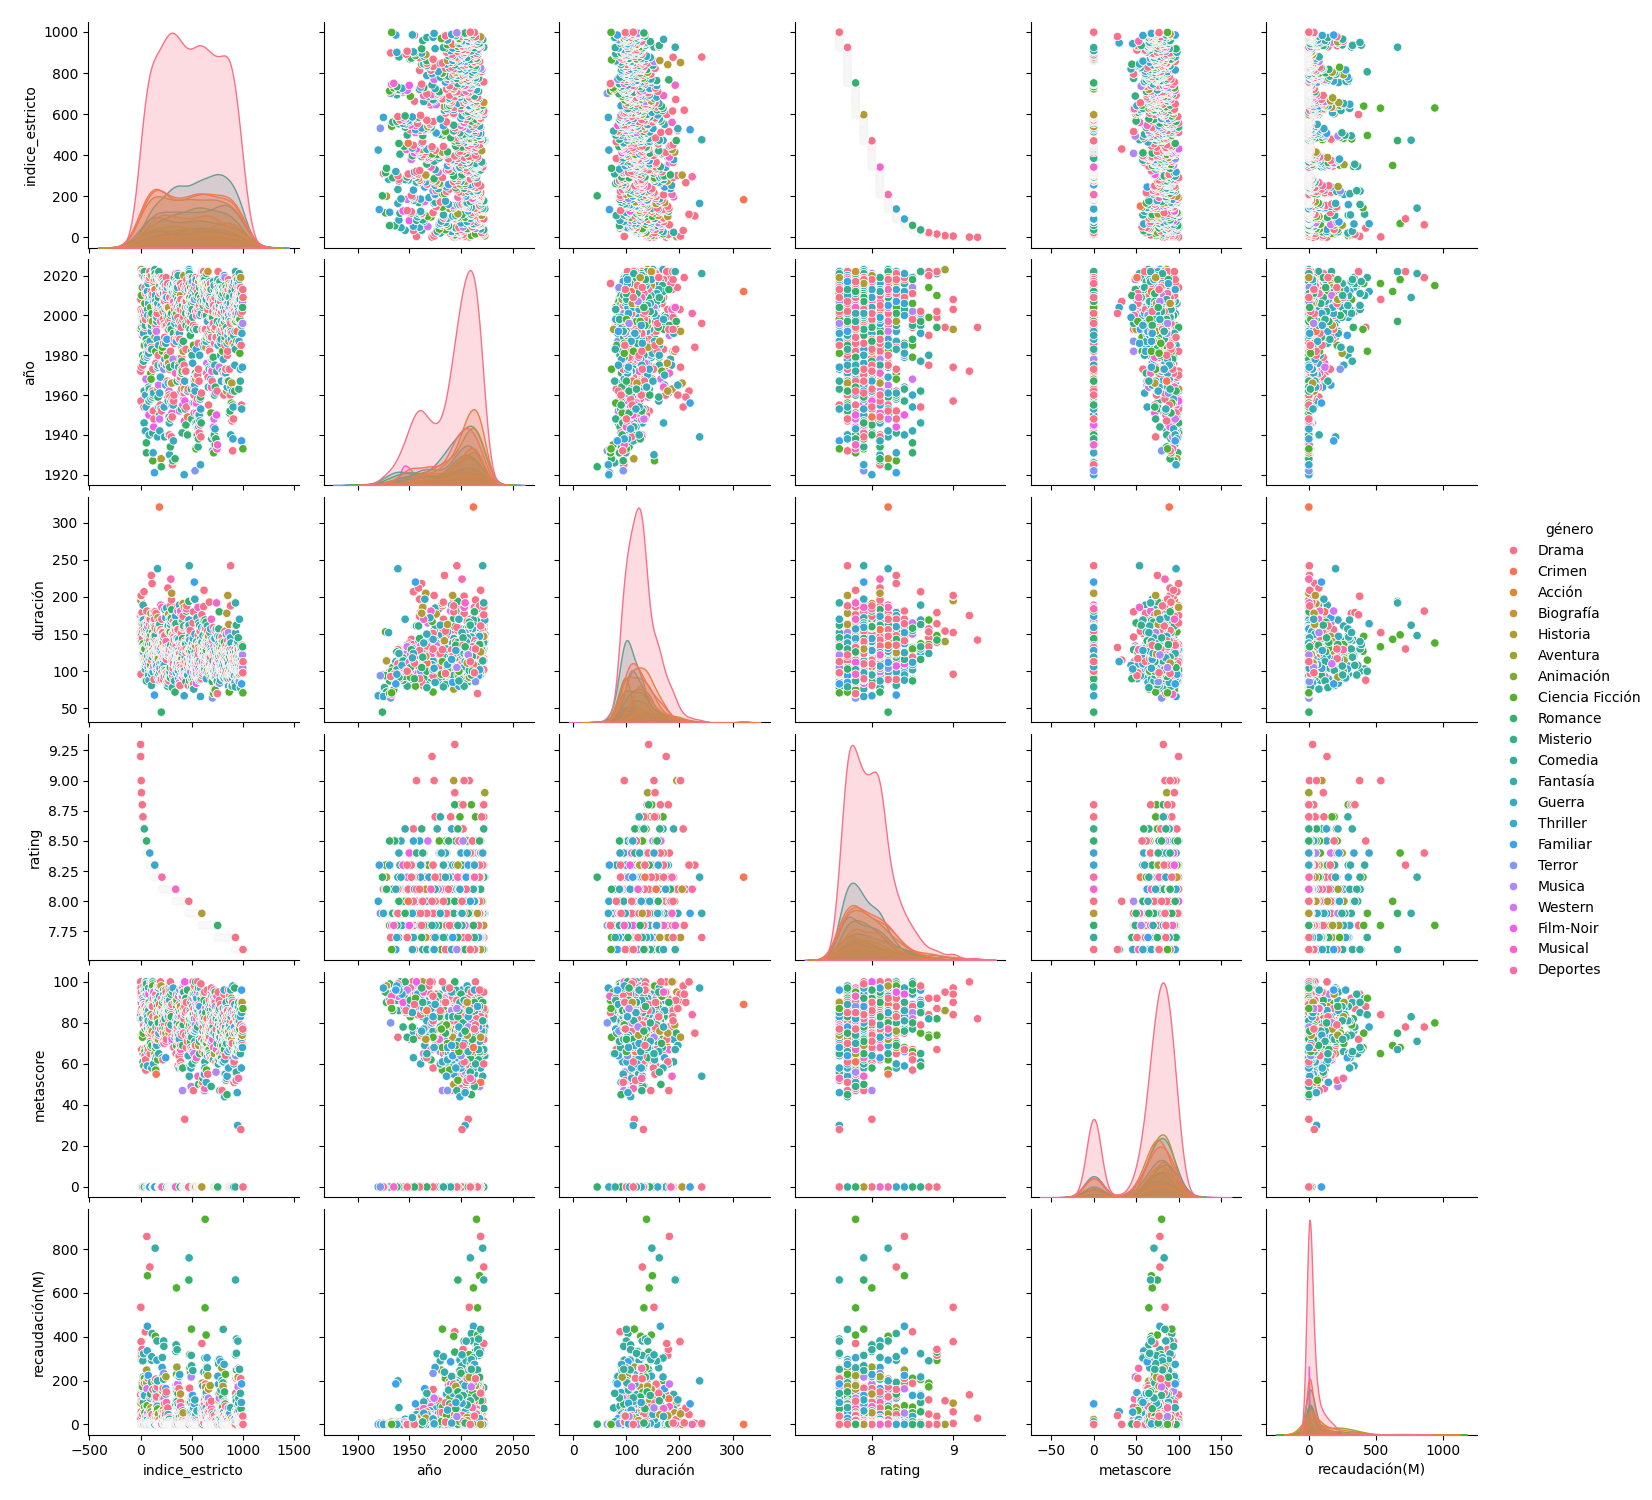 1000
800
600
400
200
0
indice_estricto
2020
2000
1980
1960
1940
1920
año
300
250
200
150
100
50
duración
9.25
9.00
8.75
8.50
8.25
8.00
7.75
rating
100
80
60
40
20
0
metascore
800
600
400
200
0
recaudación(M)
−500 0 500 1000 1500
indice_estricto
1900 1950 2000 2050
año
0 100 200 300
duración
8 9
rating
−50 0 50 100 150
metascore
0 500 1000
recaudación(M)
género
Drama
Crimen
Acción
Biografía
Historia
Aventura
Animación
Ciencia Ficción
Romance
Misterio
Comedia
Fantasía
Guerra
Thriller
Familiar
Terror
Musica
Western
Film-Noir
Musical
Deportes